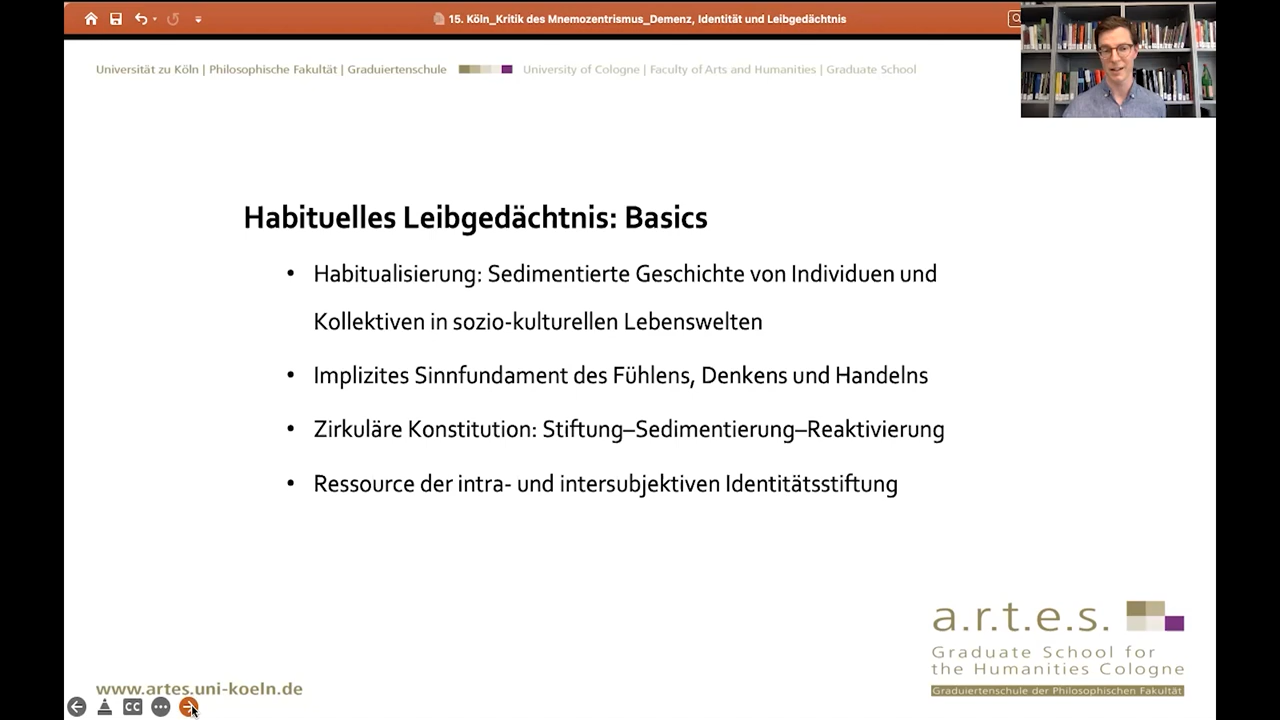 15. Köln_Kritik des Mnemozentrismus_Demenz, Identität und Leibgedächtnis
Universität zu Köln | Philosophische Fakultät | Graduiertenschule
University of Cologne | Faculty of Arts and Humanities | Graduate School
Habituelles Leibgedächtnis: Basics
• Habitualisierung: Sedimentierte Geschichte von Individuen und
Kollektiven in sozio-kulturellen Lebenswelten
• Implizites Sinnfundament des Fühlens, Denkens und Handelns
• Zirkuläre Konstitution: Stiftung–Sedimentierung–Reaktivierung
• Ressource der intra- und intersubjektiven Identitätsstiftung
a.r.t.e.s.
Graduate School for
the Humanities Cologne
Graduiertenschule der Philosophischen Fakultät
www.artes.uni-koeln.de
CC